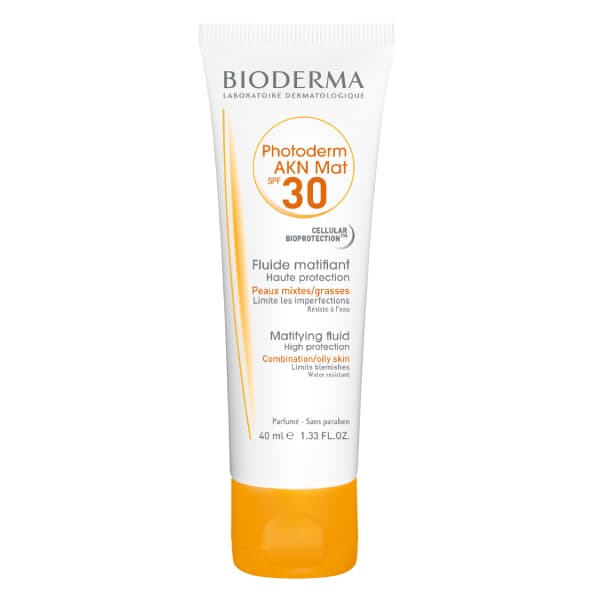 BIODERMA
LABORATOIRE DERMATOLOGIQUE
Photoderm
AKN Mat
SPF 30
CELLULAR
BIOPROTECTION™
Fluide matifiant
Haute protection
Peaux mixtes/grasses
Limite les imperfections
Résiste à l'eau
Matifying fluid
High protection
Combination/oily skin
Limits blemishes
Water resistant
Parfumé - Sans paraben
40 ml ℮ 1.33 FL.OZ.